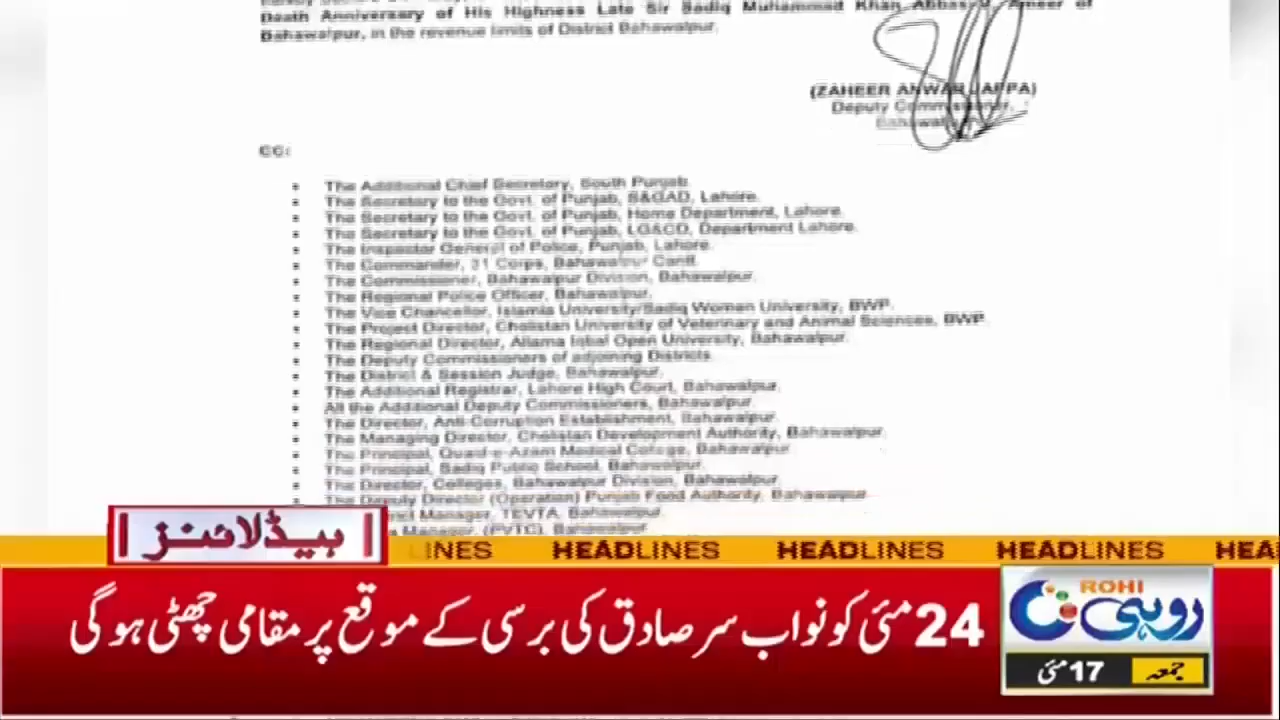 Death Anniversary of His Highness Late Sir Sadiq Muhammad Khan Abbasi Ameer of
Bahawalpur, in the revenue limits of District Bahawalpur.
(ZAHEER ANWAR JAPPA)
Deputy Commissioner,
Bahawalpur
CC:
The Additional Chief Secretary, South Punjab.
The Secretary to the Govt. of Punjab, S&GAD, Lahore.
The Secretary to the Govt. of Punjab, Home Department, Lahore.
The Secretary to the Govt. of Punjab, LG&CD, Department Lahore.
The Inspector General of Police, Punjab, Lahore.
The Commander, 31 Corps, Bahawalpur Cantt.
The Commissioner, Bahawalpur Division, Bahawalpur.
The Regional Police Officer, Bahawalpur.
The Vice Chancellor, Islamia University/Sadiq Women University, BWP.
The Project Director, Cholistan University of Veterinary and Animal Sciences, BWP.
The Regional Director, Allama Iqbal Open University, Bahawalpur.
The Deputy Commissioners of adjoining Districts.
The District & Session Judge, Bahawalpur.
The Additional Registrar, Lahore High Court, Bahawalpur.
All the Additional Deputy Commissioners, Bahawalpur
The Director, Anti-Corruption Establishment, Bahawalpur.
The Managing Director, Cholistan Development Authority, Bahawalpur.
The Principal, Quaid-e-Azam Medical College, Bahawalpur
The Principal, Sadiq Public School, Bahawalpur
The Director, Colleges, Bahawalpur Division, Bahawalpur
The Deputy Director (Operation) Punjab Food Authority, Bahawalpur
Manager, TEVTA, Bahawalpur
Manager, (PVTC), Bahawalpur
ہیڈلائنز
LINES HEADLINES HEADLINES HEADLINES HEA
24 مئی کو نواب سر صادق کی برسی کے موقع پر مقامی چھٹی ہوگی
ROHI
روہی
جمعہ 17 مئی